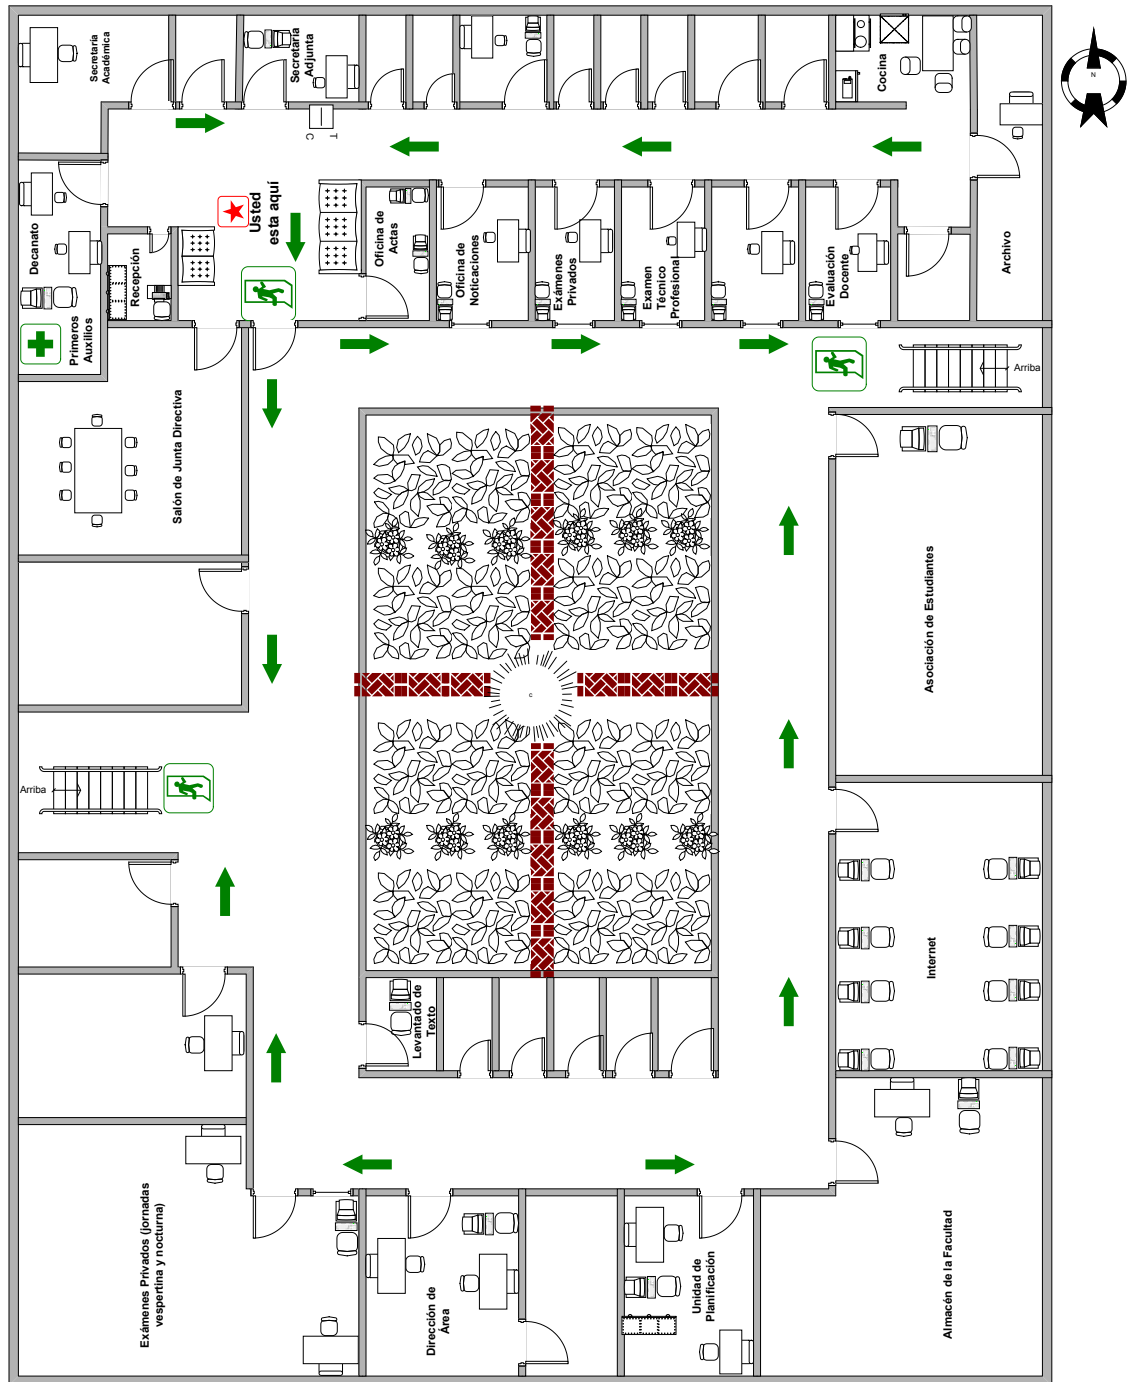 Secretaría
Académica
Secretaría
Adjunta
Cocina
N
T
C
Usted
esta aquí
Decanato
Primeros
Auxilios
Recepción
Oficina de
Actas
Oficina de
Noticaciones
Exámenes
Privados
Examen
Técnico
Profesional
Evaluación
Docente
Archivo
Arriba
Salón de Junta Directiva
Asociación de Estudiantes
C
Arriba
Internet
Levantado de
Texto
Exámenes Privados (jornadas
vespertina y nocturna)
Dirección de
Área
Unidad de
Planificación
Almacén de la Facultad